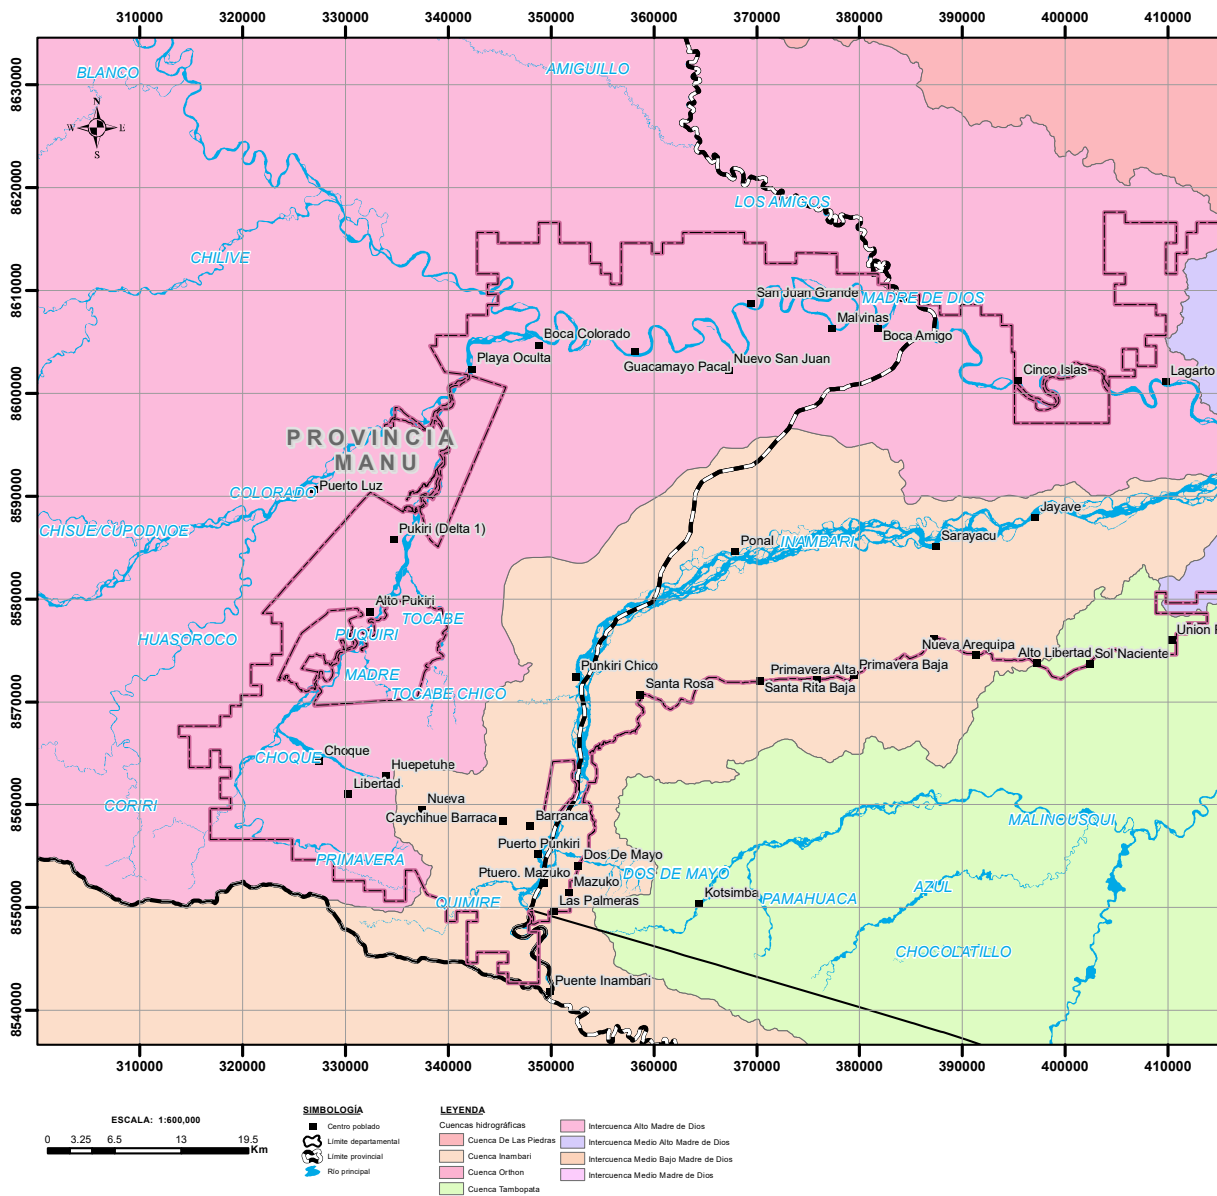 310000 320000 330000 340000 350000 360000 370000 380000 390000 400000 410000
8630000
8620000
8610000
8600000
8590000
8580000
8570000
8560000
8550000
8540000
BLANCO
AMIGUILLO
N
W E
S
LOS AMIGOS
CHILIVE
San Juan Grande
MADRE DE DIOS
Malvinas
Boca Colorado
Boca Amigo
Playa Oculta
Nuevo San Juan
Guacamayo Pacal
Cinco Islas
Lagarto
PROVINCIA
MANU
COLORADO
Puerto Luz
CHISUE/CUPODNOE
Pukiri (Delta 1)
Jayave
Ponal
INAMBARI
Sarayacu
Alto Pukiri
TOCABE
PUQUIRI
HUASOROCO
Union P
Nueva Arequipa
Alto Libertad
Sol Naciente
Punkiri Chico
Primavera Alta
Primavera Baja
MADRE
TOCABE CHICO
Santa Rosa
Santa Rita Baja
CHOQUE
Choque
Huepetuhe
Libertad
CORIRI
Nueva
Caychihue Barraca
Barranca
MALINOUSQUI
Puerto Punkiri
PRIMAVERA
Dos De Mayo
Ptuero. Mazuko
DOS DE MAYO
Mazuko
AZUL
Kotsimba
PAMAHUACA
QUIMIRE
Las Palmeras
CHOCOLATILLO
Puente Inambari
310000 320000 330000 340000 350000 360000 370000 380000 390000 400000 410000
ESCALA: 1:600,000
0 3.25 6.5 13 19.5
Km
SIMBOLOGÍA
Centro poblado
Límite departamental
Límite provincial
Río principal
LEYENDA
Cuencas hidrográficas
Cuenca De Las Piedras
Cuenca Inambari
Cuenca Orthon
Cuenca Tambopata
Intercuenca Alto Madre de Dios
Intercuenca Medio Alto Madre de Dios
Intercuenca Medio Bajo Madre de Dios
Intercuenca Medio Madre de Dios